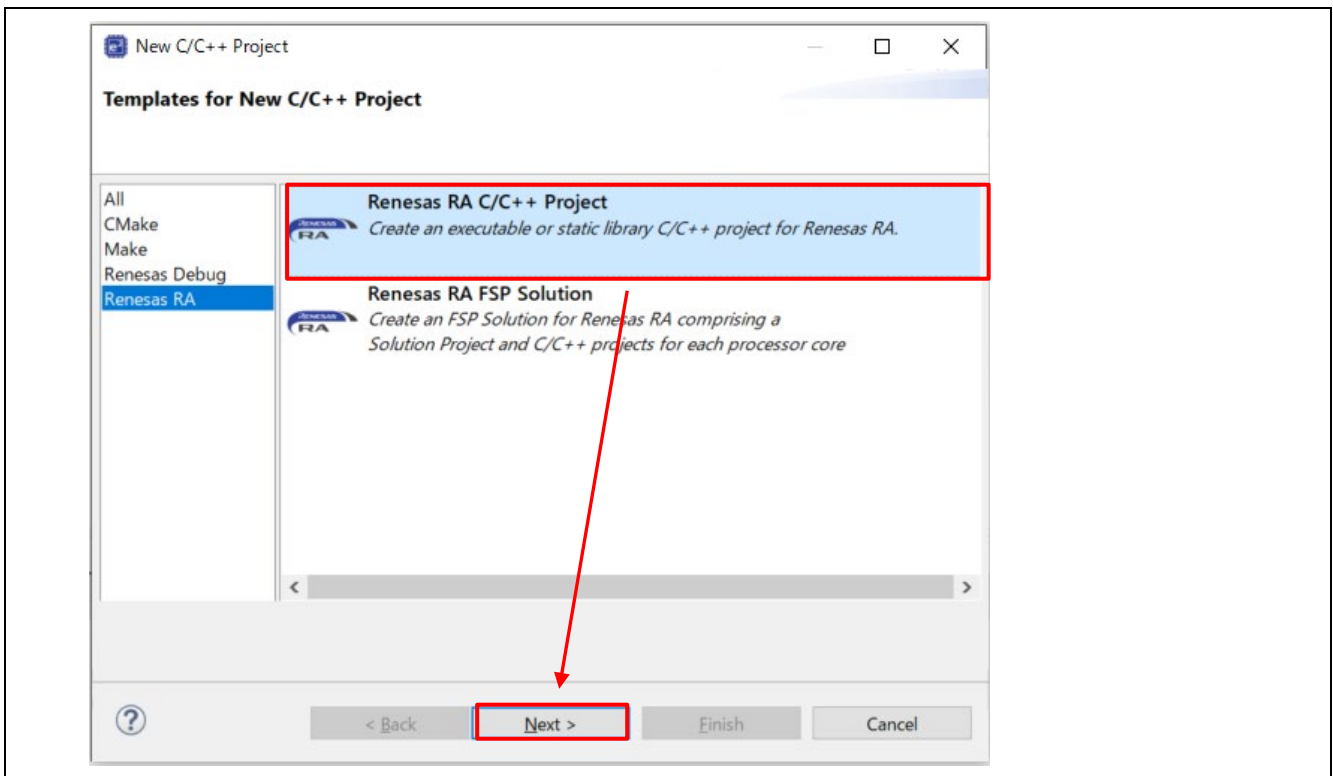 New C/C++ Project
Templates for New C/C++ Project
All
CMake
Make
Renesas Debug
Renesas RA
RENESAS
RA
Renesas RA C/C++ Project
Create an executable or static library C/C++ project for Renesas RA.
RENESAS
RA
Renesas RA FSP Solution
Create an FSP Solution for Renesas RA comprising a
Solution Project and C/C++ projects for each processor core
< Back
Next >
Finish
Cancel